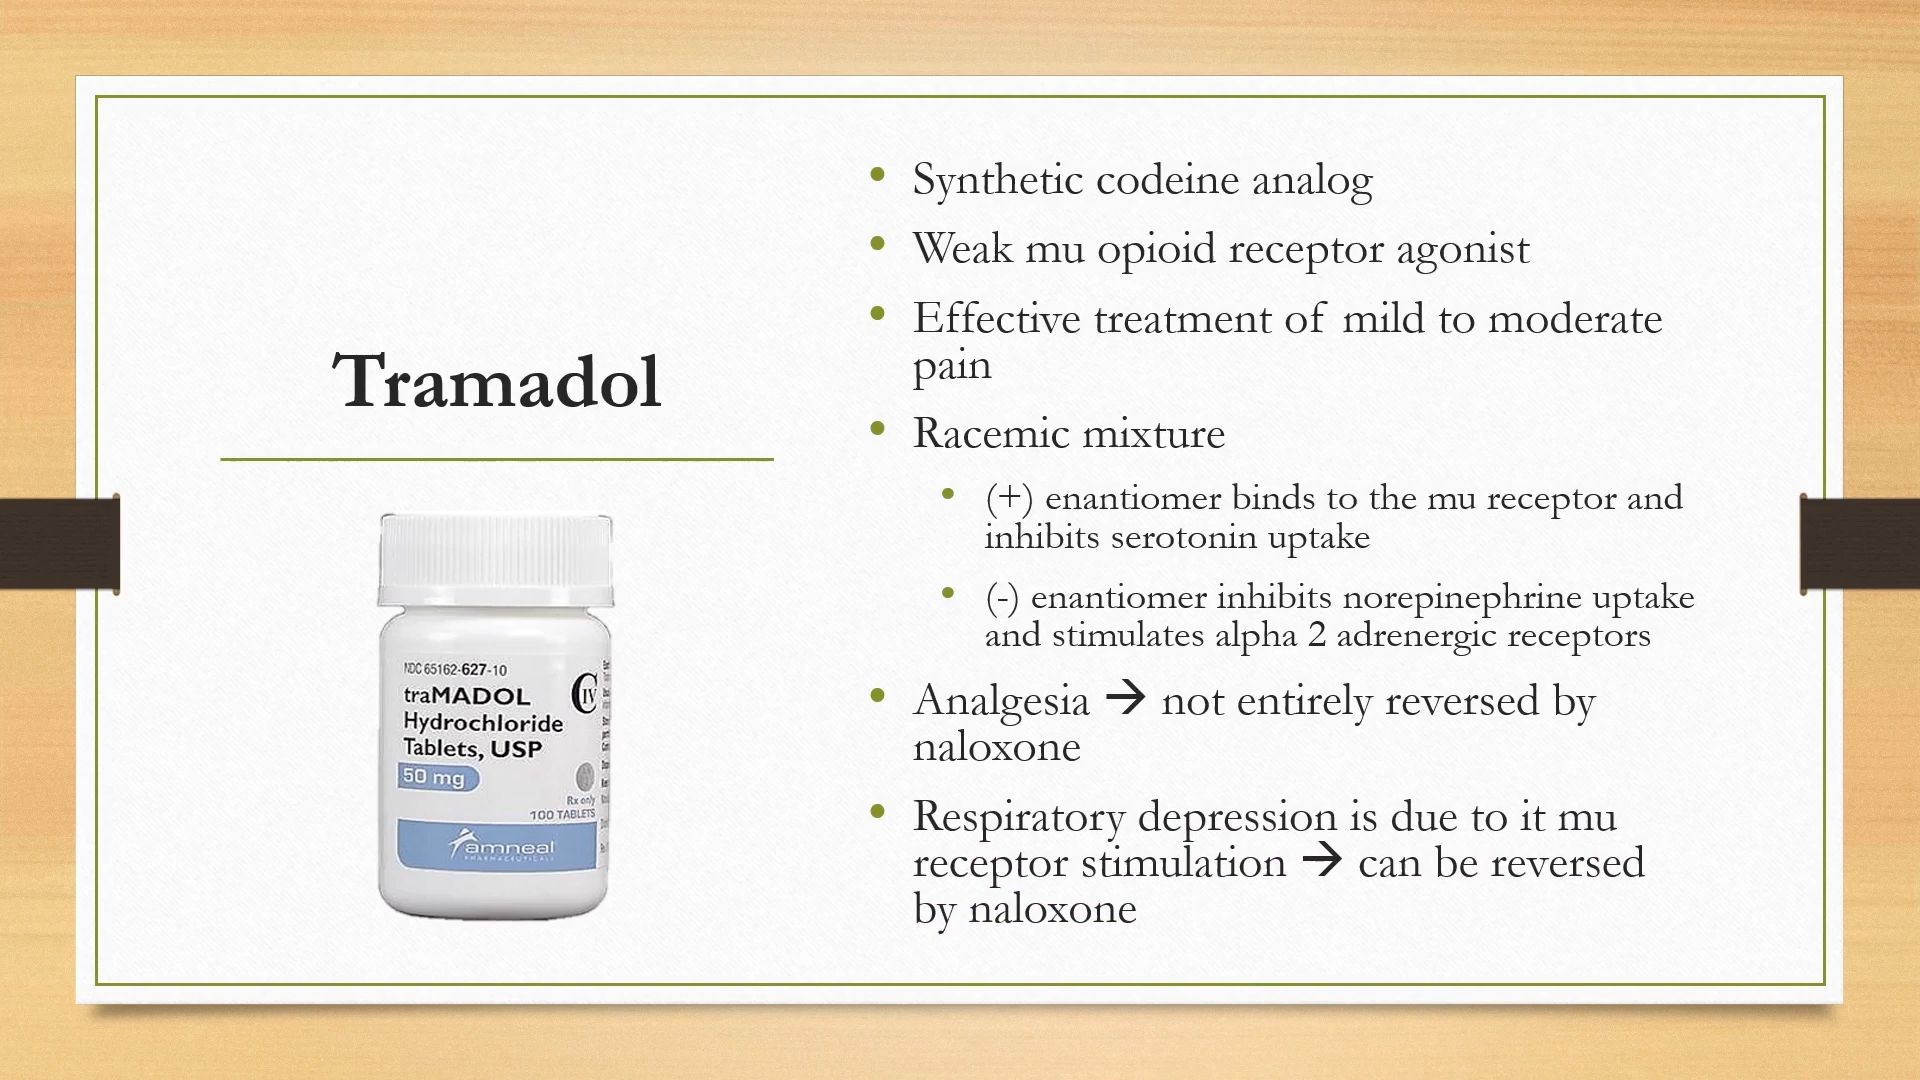 Tramadol
NDC 65162-627-10
traMADOL
Hydrochloride
Tablets, USP
50 mg
CIV
Rx only
100 TABLETS
amneal
PHARMACEUTICALS
• Synthetic codeine analog
• Weak mu opioid receptor agonist
• Effective treatment of mild to moderate
pain
• Racemic mixture
• (+) enantiomer binds to the mu receptor and
inhibits serotonin uptake
• (-) enantiomer inhibits norepinephrine uptake
and stimulates alpha 2 adrenergic receptors
• Analgesia → not entirely reversed by
naloxone
• Respiratory depression is due to it mu
receptor stimulation → can be reversed
by naloxone